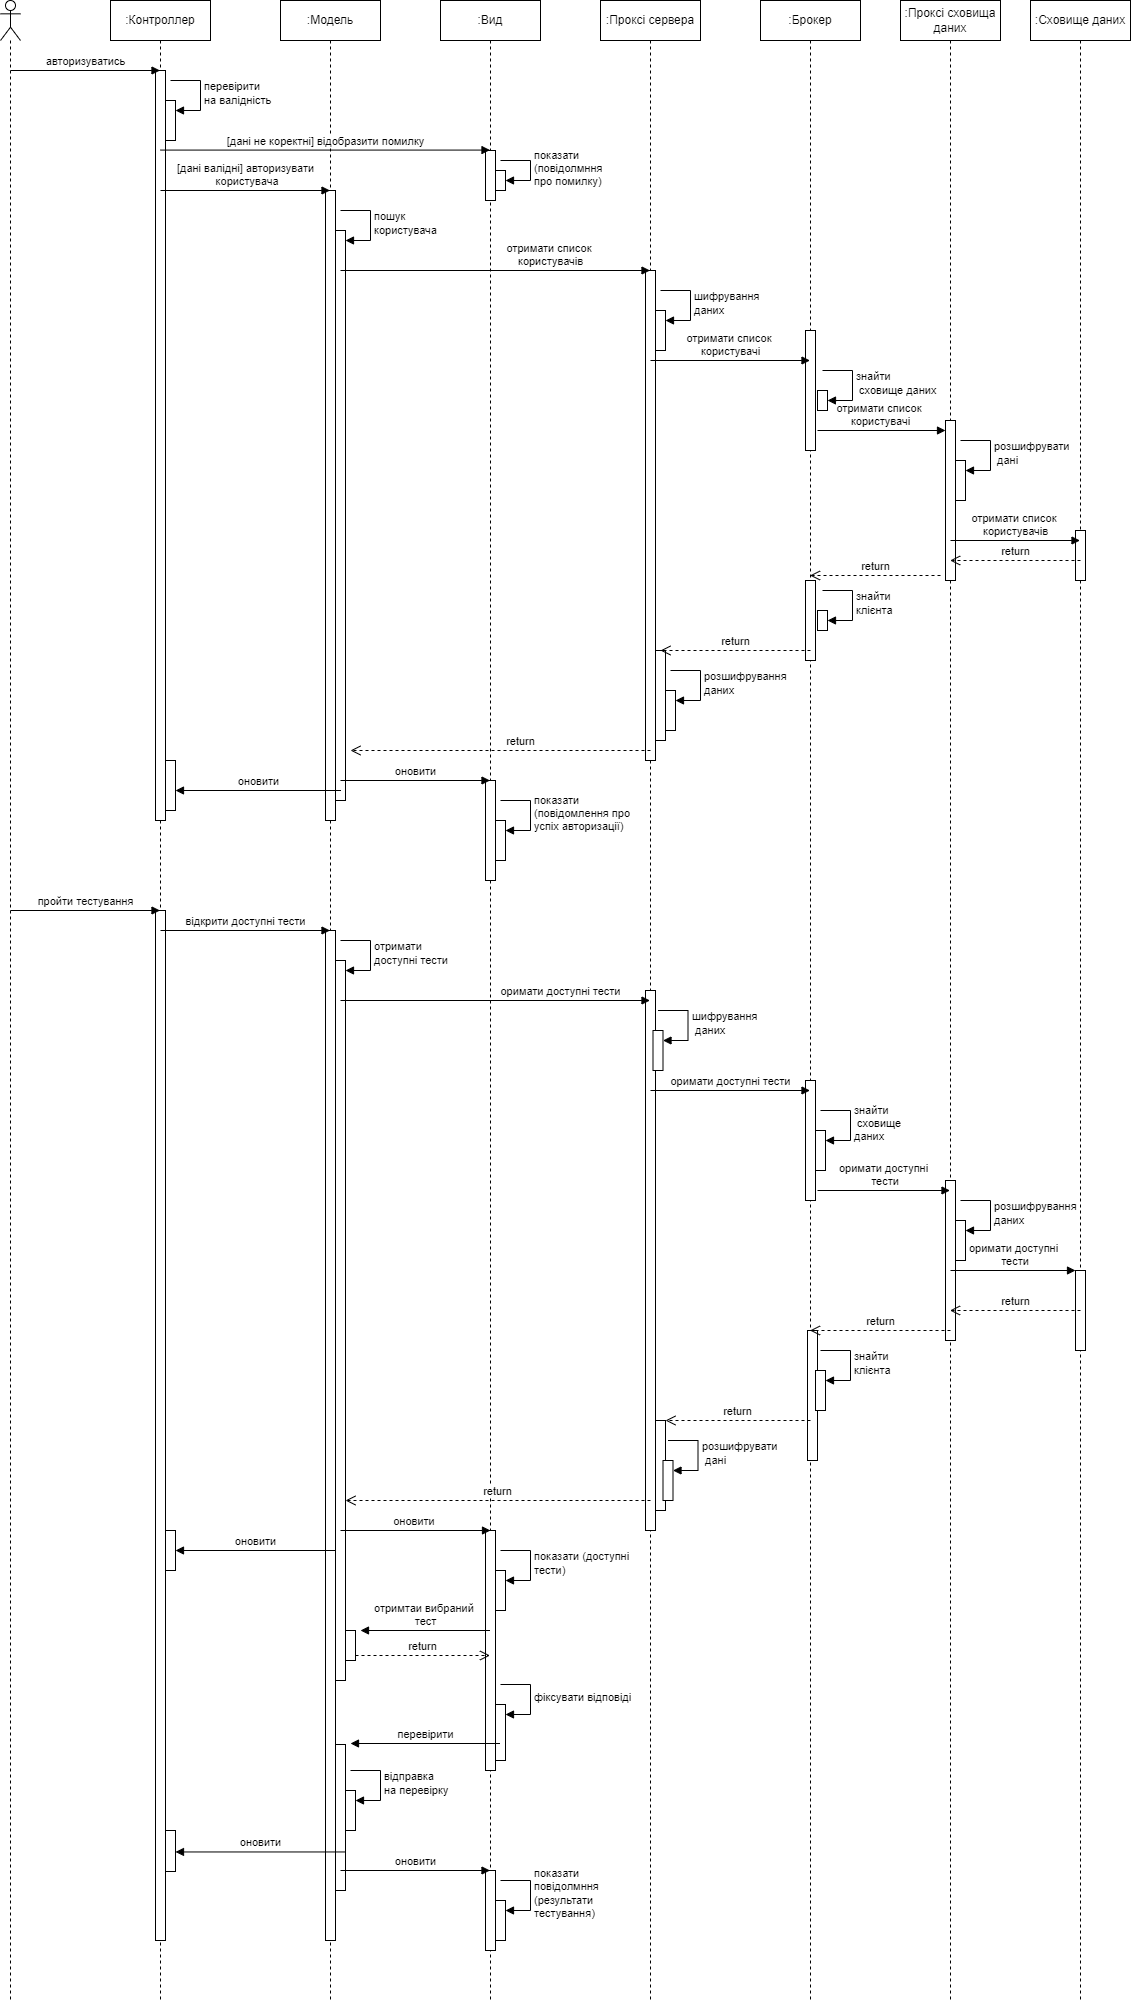 :Контроллер
:Модель
:Вид
:Проксі сервера
:Брокер
:Проксі сховища
даних
:Сховище даних
авторизуватись
перевірити
на валідність
[дані не коректні] відобразити помилку
показати
(повідолмння
про помилку)
[дані валідні] авторизувати
користувача
пошук
користувача
отримати список
користувачів
шифрування
даних
отримати список
користувачі
знайти
сховище даних
отримати список
користувачі
розшифрувати
дані
отримати список
користувачів
return
return
знайти
клієнта
return
розшифрування
даних
return
оновити
оновити
показати
(повідомлення про
успіх авторизації)
пройти тестування
відкрити доступні тести
отримати
доступні тести
оримати доступні тести
шифрування
даних
оримати доступні тести
знайти
сховище
даних
оримати доступні
тести
розшифрування
даних
оримати доступні
тести
return
return
знайти
клієнта
return
розшифрувати
дані
return
оновити
оновити
показати (доступні
тести)
отримтаи вибраний
тест
return
фіксувати відповіді
перевірити
відправка
на перевірку
оновити
оновити
показати
повідолмння
(результати
тестування)